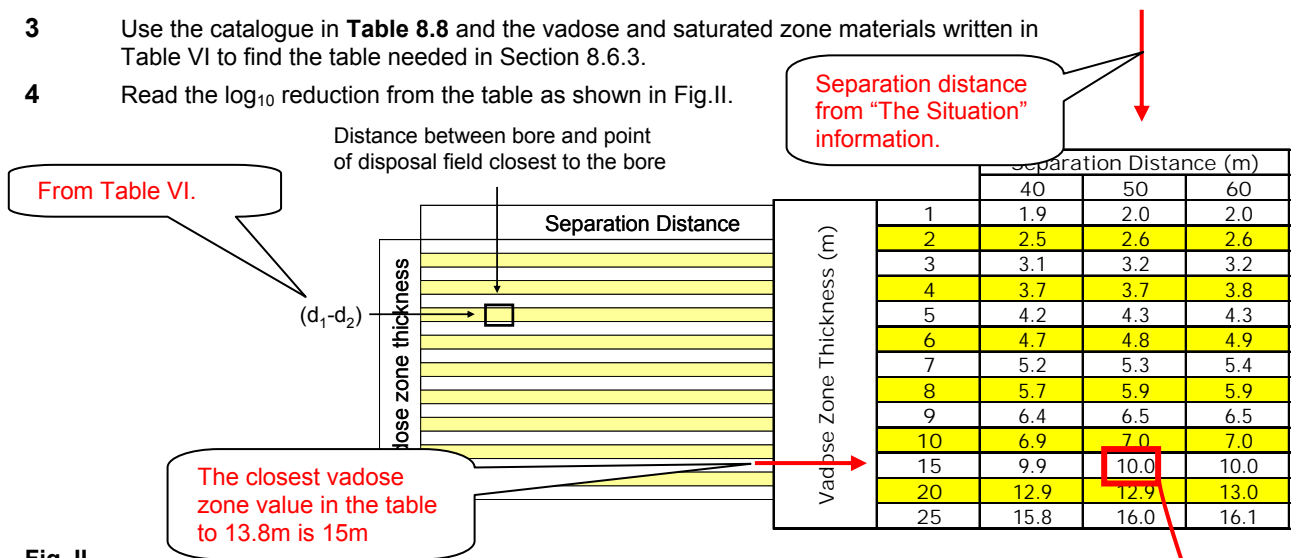 3 Use the catalogue in Table 8.8 and the vadose and saturated zone materials written in
Table VI to find the table needed in Section 8.6.3.
4 Read the log10 reduction from the table as shown in Fig.II.
Separation distance
from “The Situation”
information.
Distance between bore and point
of disposal field closest to the bore
From Table VI.
Separation Distance
(d1-d2)
zone thickness
The closest vadose
zone value in the table
to 13.8m is 15m
Separation Distance (m)
40 50 60
Vadose Zone Thickness (m)
1 1.9 2.0 2.0
2 2.5 2.6 2.6
3 3.1 3.2 3.2
4 3.7 3.7 3.8
5 4.2 4.3 4.3
6 4.7 4.8 4.9
7 5.2 5.3 5.4
8 5.7 5.9 5.9
9 6.4 6.5 6.5
10 6.9 7.0 7.0
15 9.9 10.0 10.0
20 12.9 12.9 13.0
25 15.8 16.0 16.1
Fig. II